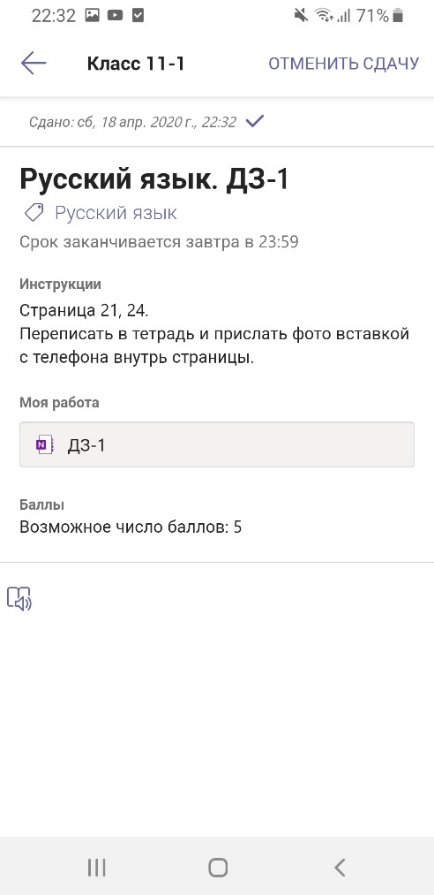 22:32 71%
Класс 11-1 ОТМЕНИТЬ СДАЧУ
Сдано: сб, 18 апр. 2020 г., 22:32
Русский язык. ДЗ-1
Русский язык
Срок заканчивается завтра в 23:59
Инструкции
Страница 21, 24.
Переписать в тетрадь и прислать фото вставкой
с телефона внутрь страницы.
Моя работа
N ДЗ-1
Баллы
Возможное число баллов: 5